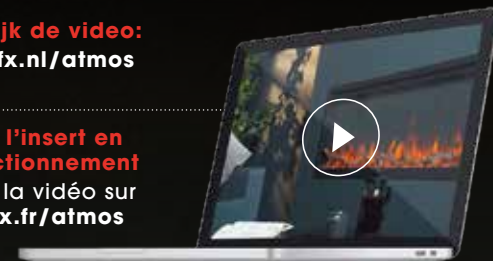 jk de video:
fx.nl/atmos
l'insert en
ctionnement
la vidéo sur
x.fr/atmos